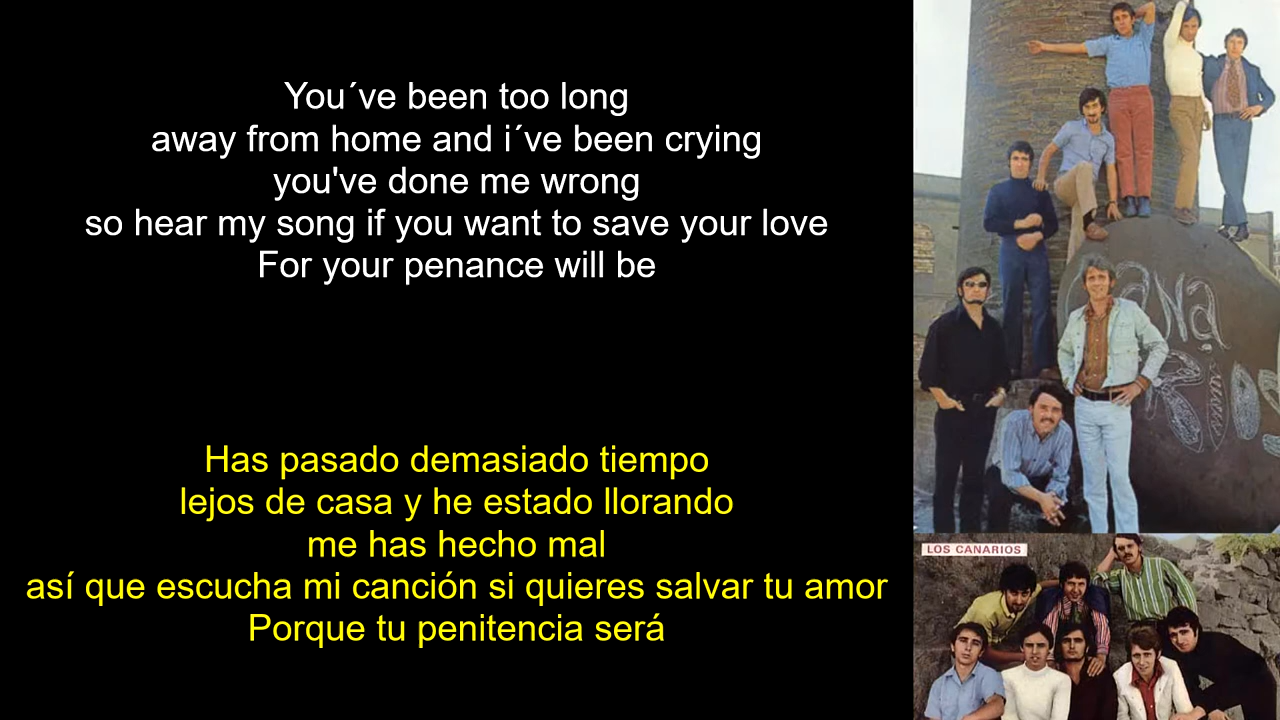 You´ve been too long
away from home and i´ve been crying
you've done me wrong
so hear my song if you want to save your love
For your penance will be
Has pasado demasiado tiempo
lejos de casa y he estado llorando
me has hecho mal
así que escucha mi canción si quieres salvar tu amor
Porque tu penitencia será
CANA
RIOS
LOS CANARIOS